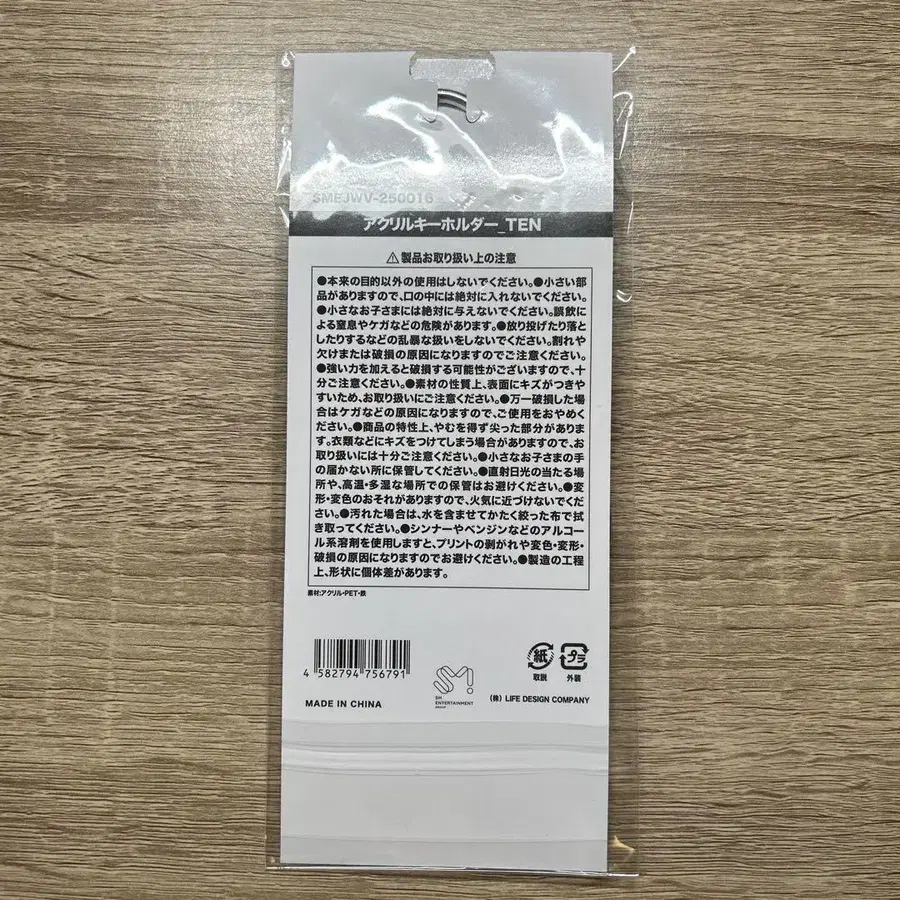 SMEJWV-250016
アクリルキーホルダー_TEN
⚠製品お取り扱い上の注意
●本来の目的以外の使用はしないでください。●小さい部
品がありますので、口の中には絶対に入れないでください。
●小さなお子さまには絶対に与えないでください。誤飲
による窒息やケガなどの危険があります。●放り投げたり落と
したりするなどの乱暴な扱いをしないでください。割れや
欠けまたは破損の原因になりますのでご注意ください。
●強い力を加えると破損する可能性がございますので、十
分ご注意ください。●素材の性質上、表面にキズがつきや
すいため、お取り扱いにご注意ください。●万一破損した場
合はケガなどの原因になりますので、ご使用をおやめく
ださい。●商品の特性上、やむを得ず尖った部分がありま
す。衣類などにキズをつけてしまう場合がありますので、お
取り扱いには十分ご注意ください。●小さなお子さまの手
の届かない所に保管してください。●直射日光の当たる場
所や、高温・多湿な場所での保管はお避けください。●変
形・変色のおそれがありますので、火気に近づけないでくだ
さい。●汚れた場合は、水を含ませてかたく絞った布で拭
き取ってください。●シンナーやベンジンなどのアルコー
ル系溶剤を使用しますと、プリントの剥がれや変色・変形・
破損の原因になりますのでお避けください。●製造の工程
上、形状に個体差があります。
素材:アクリル・PET・鉄
4 582794 756791
MADE IN CHINA
SM
ENTERTAINMENT
GROUP
紙
取説
プラ
外装
(株) LIFE DESIGN COMPANY